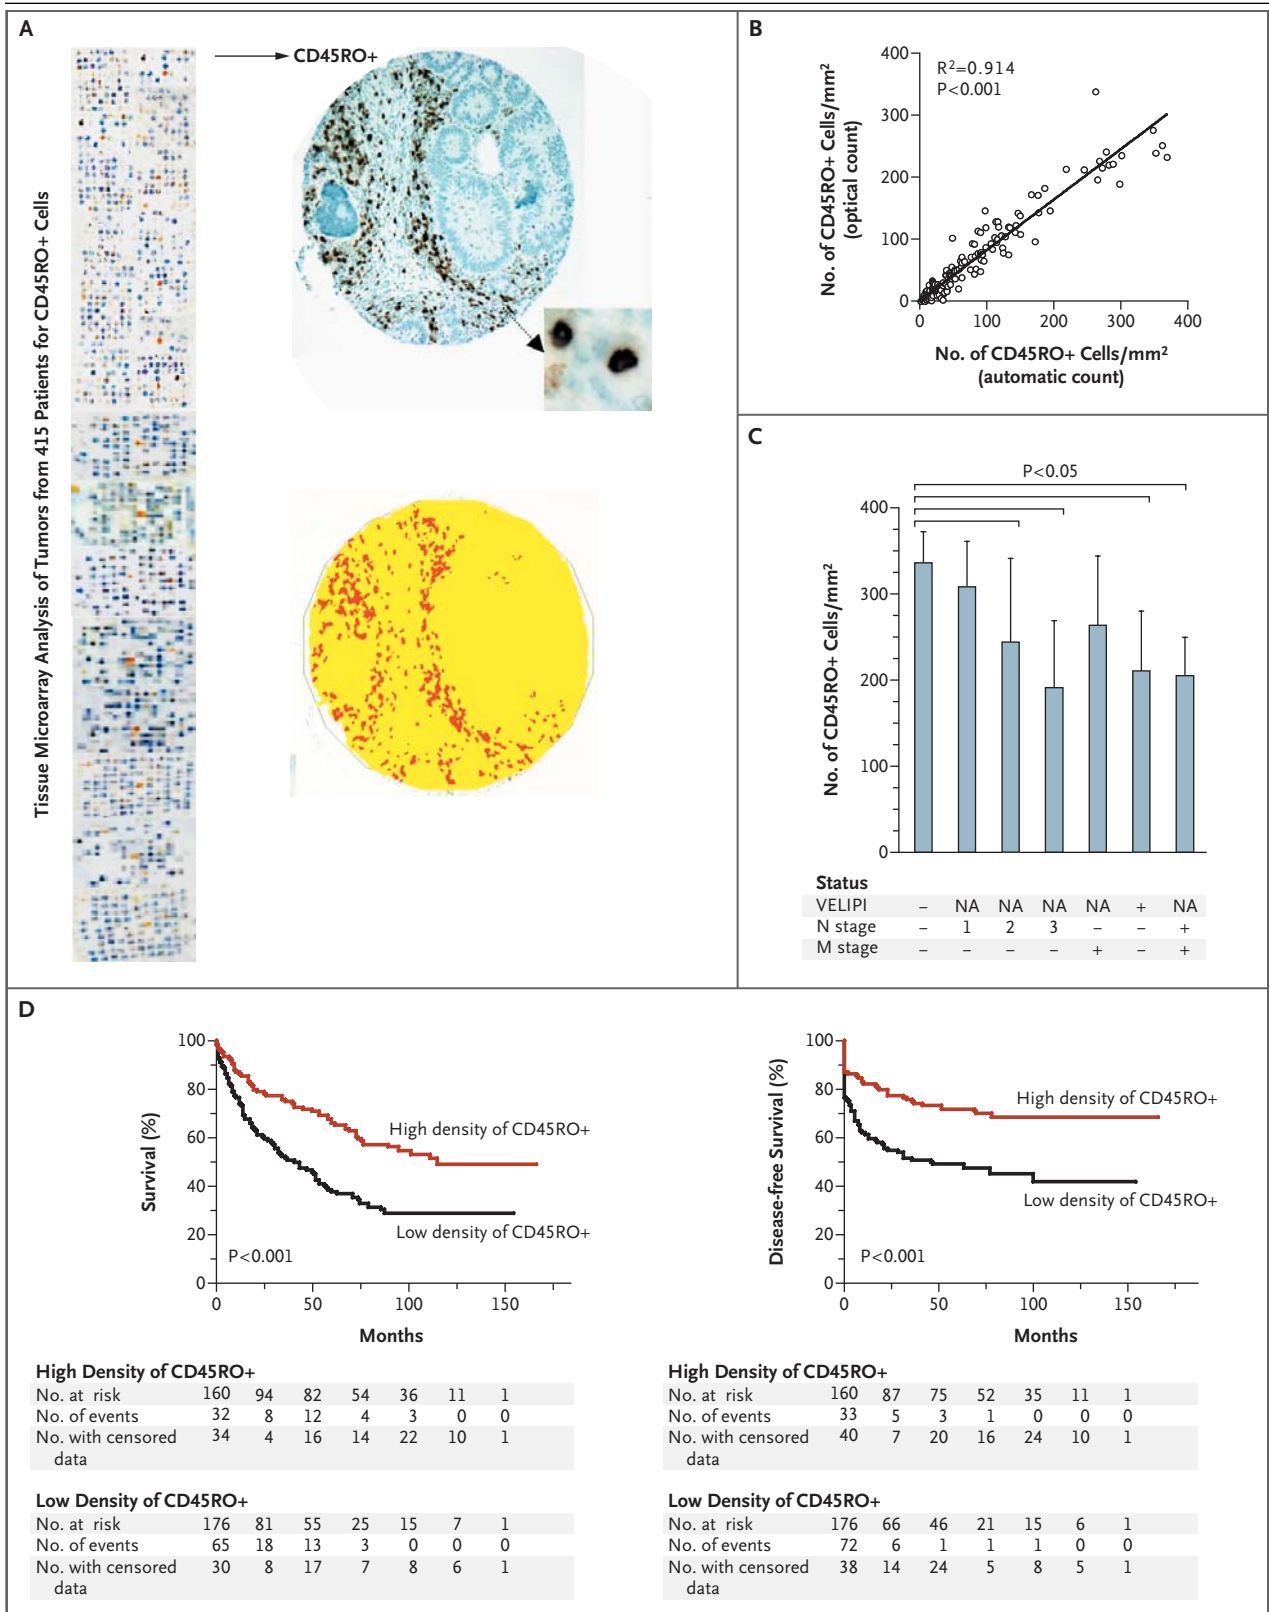 A
Tissue Microarray Analysis of Tumors from 415 Patients for CD45RO+ Cells
CD45RO+
B
R²=0.914
P<0.001
No. of CD45RO+ Cells/mm²
(optical count)
400
300
200
100
0
0 100 200 300 400
No. of CD45RO+ Cells/mm²
(automatic count)
C
P<0.05
No. of CD45RO+ Cells/mm²
400
300
200
100
0
Status
VELIPI – NA NA NA NA + NA
N stage – 1 2 3 – – +
M stage – – – – + – +
D
Survival (%)
100
80
60
40
20
0
High density of CD45RO+
Low density of CD45RO+
P<0.001
0 50 100 150
Months
High Density of CD45RO+
No. at risk 160 94 82 54 36 11 1
No. of events 32 8 12 4 3 0 0
No. with censored 34 4 16 14 22 10 1
data
Low Density of CD45RO+
No. at risk 176 81 55 25 15 7 1
No. of events 65 18 13 3 0 0 0
No. with censored 30 8 17 7 8 6 1
data
Disease-free Survival (%)
100
80
60
40
20
0
High density of CD45RO+
Low density of CD45RO+
P<0.001
0 50 100 150
Months
High Density of CD45RO+
No. at risk 160 87 75 52 35 11 1
No. of events 33 5 3 1 0 0 0
No. with censored 40 7 20 16 24 10 1
data
Low Density of CD45RO+
No. at risk 176 66 46 21 15 6 1
No. of events 72 6 1 1 1 0 0
No. with censored 38 14 24 5 8 5 1
data